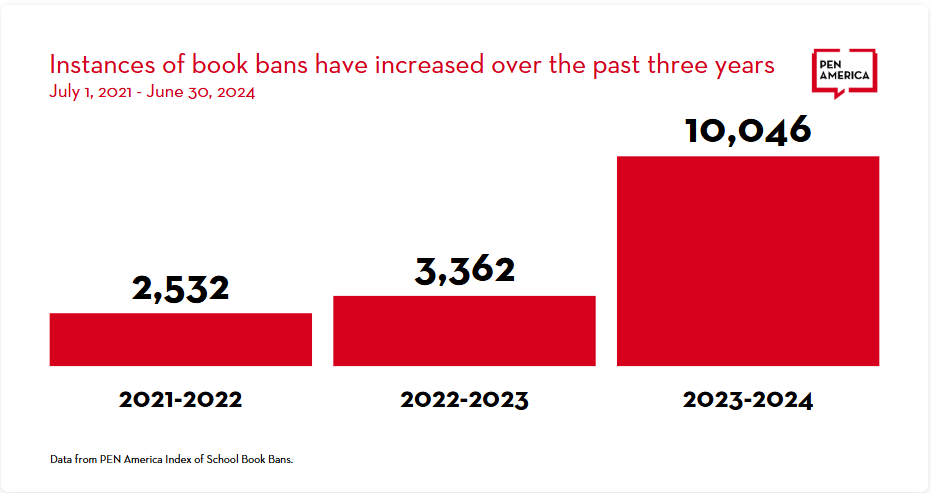 Instances of book bans have increased over the past three years
July 1, 2021 - June 30, 2024
PEN
AMERICA
10,046
3,362
2,532
2021-2022
2022-2023
2023-2024
Data from PEN America Index of School Book Bans.